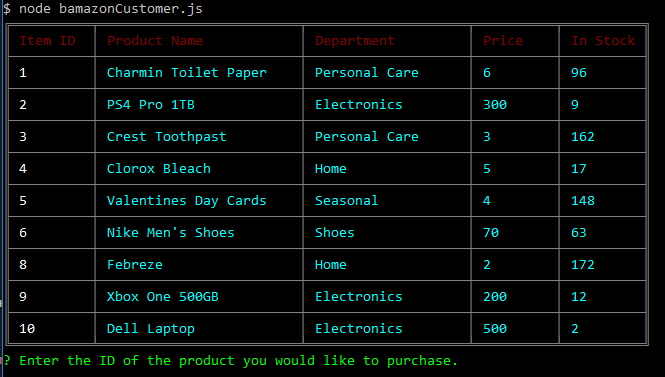 $ node bamazonCustomer.js
Item ID Product Name Department Price In Stock
1 Charmin Toilet Paper Personal Care 6 96
2 PS4 Pro 1TB Electronics 300 9
3 Crest Toothpast Personal Care 3 162
4 Clorox Bleach Home 5 17
5 Valentines Day Cards Seasonal 4 148
6 Nike Men's Shoes Shoes 70 63
8 Febreze Home 2 172
9 Xbox One 500GB Electronics 200 12
10 Dell Laptop Electronics 500 2
? Enter the ID of the product you would like to purchase.